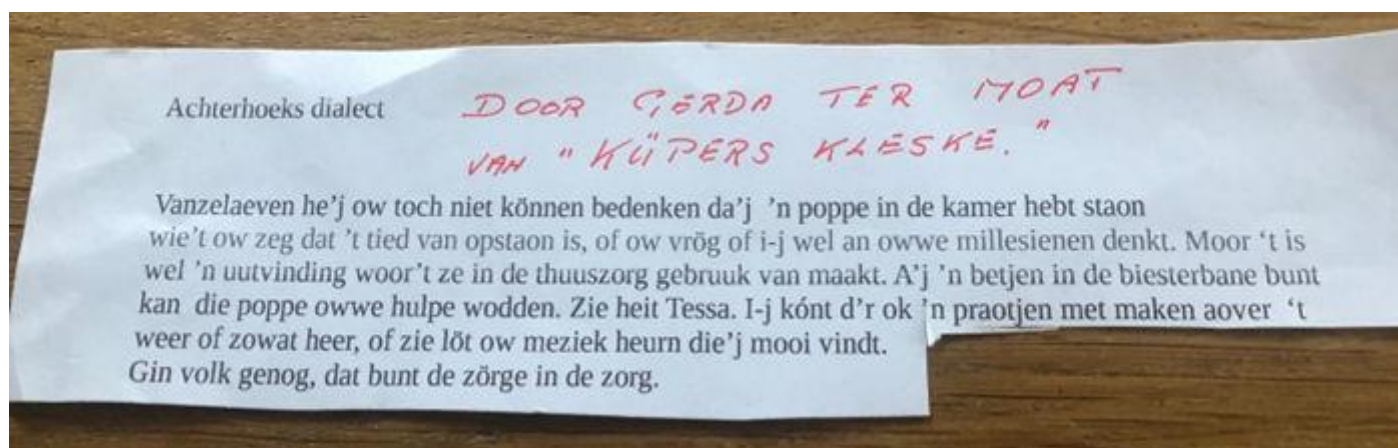 Achterhoeks dialect
DOOR GERDA TER MOAT
VAN "KÜPERS KLESKE."
Vanzelaeven he'j ow toch niet können bedenken da'j 'n poppe in de kamer hebt staon
wie't ow zeg dat 't tied van opstaon is, of ow vrög of i-j wel an owwe millesienen denkt. Moor 't is
wel 'n uutvinding woor't ze in de thuuszorg gebruuk van maakt. A'j 'n betjen in de biesterbane bunt
kan die poppe owwe hulpe wodden. Zie heit Tessa. I-j kónt d'r ok 'n praotjen met maken aover 't
weer of zowat heer, of zie löt ow meziek heurn die'j mooi vindt.
Gin volk genog, dat bunt de zörge in de zorg.